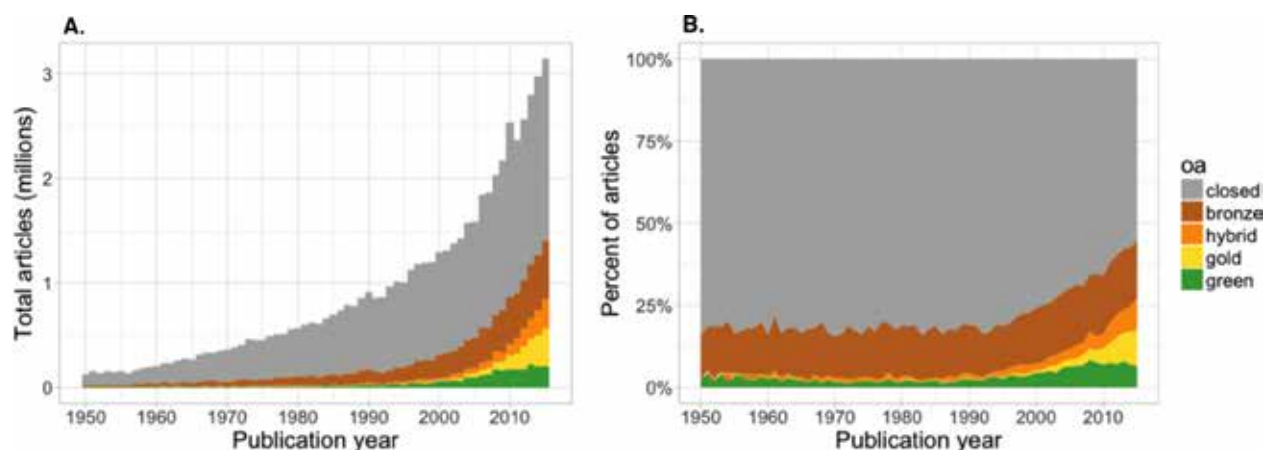 A.
Total articles (millions)
3
2
1
0
1950 1960 1970 1980 1990 2000 2010
Publication year
B.
Percent of articles
100%
75%
50%
25%
0%
1950 1960 1970 1980 1990 2000 2010
Publication year
oa
closed
bronze
hybrid
gold
green